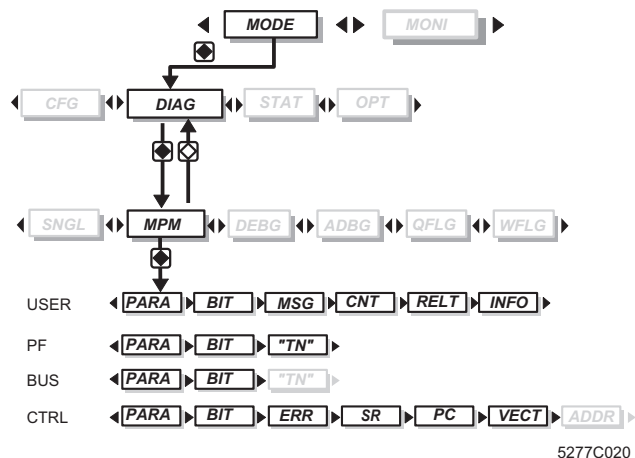 MODE MONI
CFG DIAG STAT OPT
SNGL MPM DEBG ADBG QFLG WFLG
USER PARA BIT MSG CNT RELT INFO
PF PARA BIT "TN"
BUS PARA BIT "TN"
CTRL PARA BIT ERR SR PC VECT ADDR
5277C020